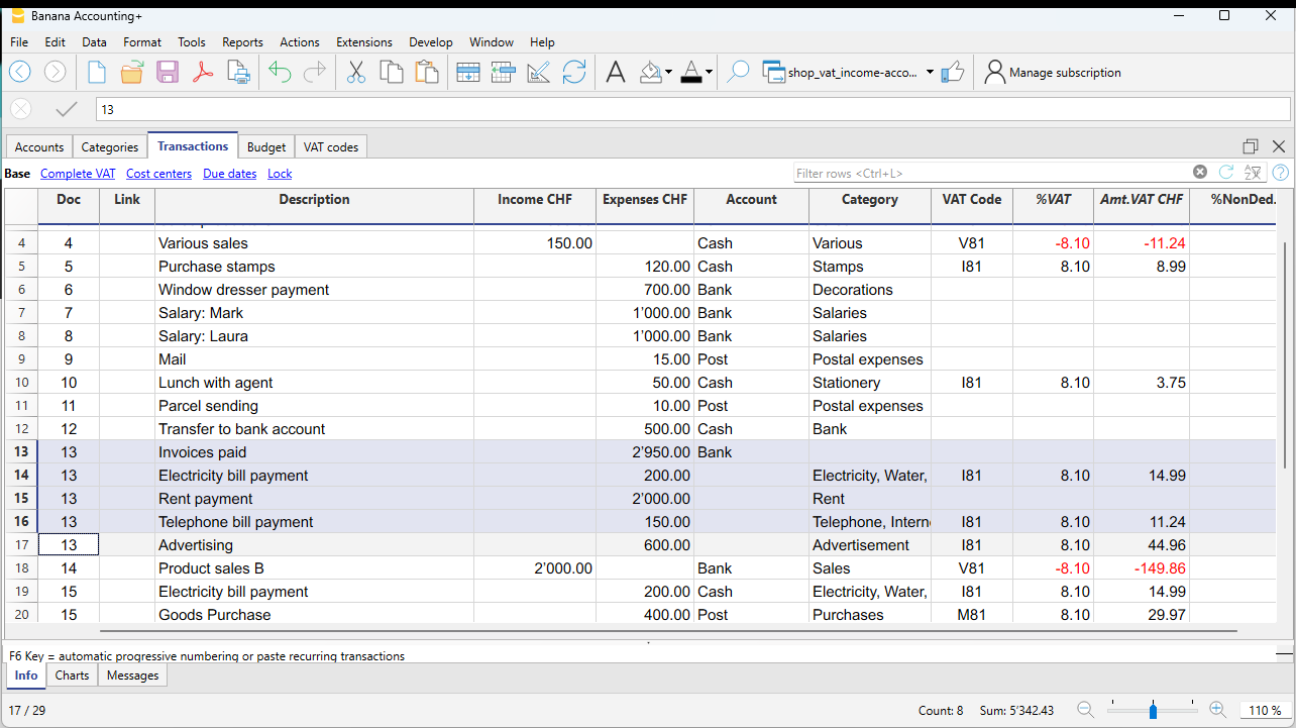 Banana Accounting+
File Edit Data Format Tools Reports Actions Extensions Develop Window Help
shop_vat_income-acco... Manage subscription
13
Accounts Categories Transactions Budget VAT codes
Base Complete VAT Cost centers Due dates Lock Filter rows <Ctrl+L>
Doc Link Description Income CHF Expenses CHF Account Category VAT Code %VAT Amt.VAT CHF %NonDed.
4 4 Various sales 150.00 Cash Various V81 -8.10 -11.24
5 5 Purchase stamps 120.00 Cash Stamps I81 8.10 8.99
6 6 Window dresser payment 700.00 Bank Decorations
7 7 Salary: Mark 1'000.00 Bank Salaries
8 8 Salary: Laura 1'000.00 Bank Salaries
9 9 Mail 15.00 Post Postal expenses
10 10 Lunch with agent 50.00 Cash Stationery I81 8.10 3.75
11 11 Parcel sending 10.00 Post Postal expenses
12 12 Transfer to bank account 500.00 Cash Bank
13 13 Invoices paid 2'950.00 Bank
14 13 Electricity bill payment 200.00 Electricity, Water, I81 8.10 14.99
15 13 Rent payment 2'000.00 Rent
16 13 Telephone bill payment 150.00 Telephone, Intern I81 8.10 11.24
17 13 Advertising 600.00 Advertisement I81 8.10 44.96
18 14 Product sales B 2'000.00 Bank Sales V81 -8.10 -149.86
19 15 Electricity bill payment 200.00 Cash Electricity, Water, I81 8.10 14.99
20 15 Goods Purchase 400.00 Post Purchases M81 8.10 29.97
F6 Key = automatic progressive numbering or paste recurring transactions
Info Charts Messages
17 / 29 Count: 8 Sum: 5'342.43 110 %